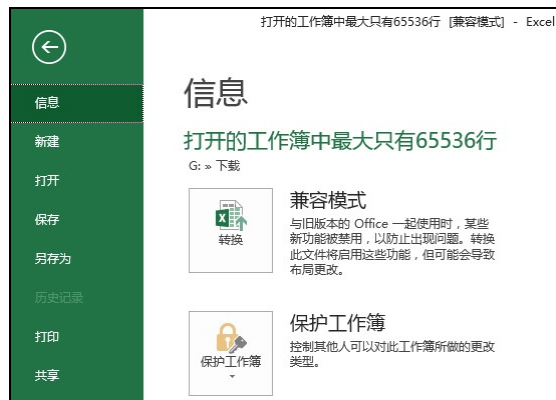 打开的工作簿中最大只有65536行 [兼容模式] - Excel
信息
信息
新建
打开的工作簿中最大只有65536行
G: » 下载
打开
兼容模式
与旧版本的 Office 一起使用时，某些
新功能被禁用，以防止出现问题。转换
此文件将启用这些功能，但可能会导致
布局更改。
转换
保存
另存为
历史记录
保护工作簿
控制其他人可以对此工作簿所做的更改
类型。
保护工作簿
打印
共享